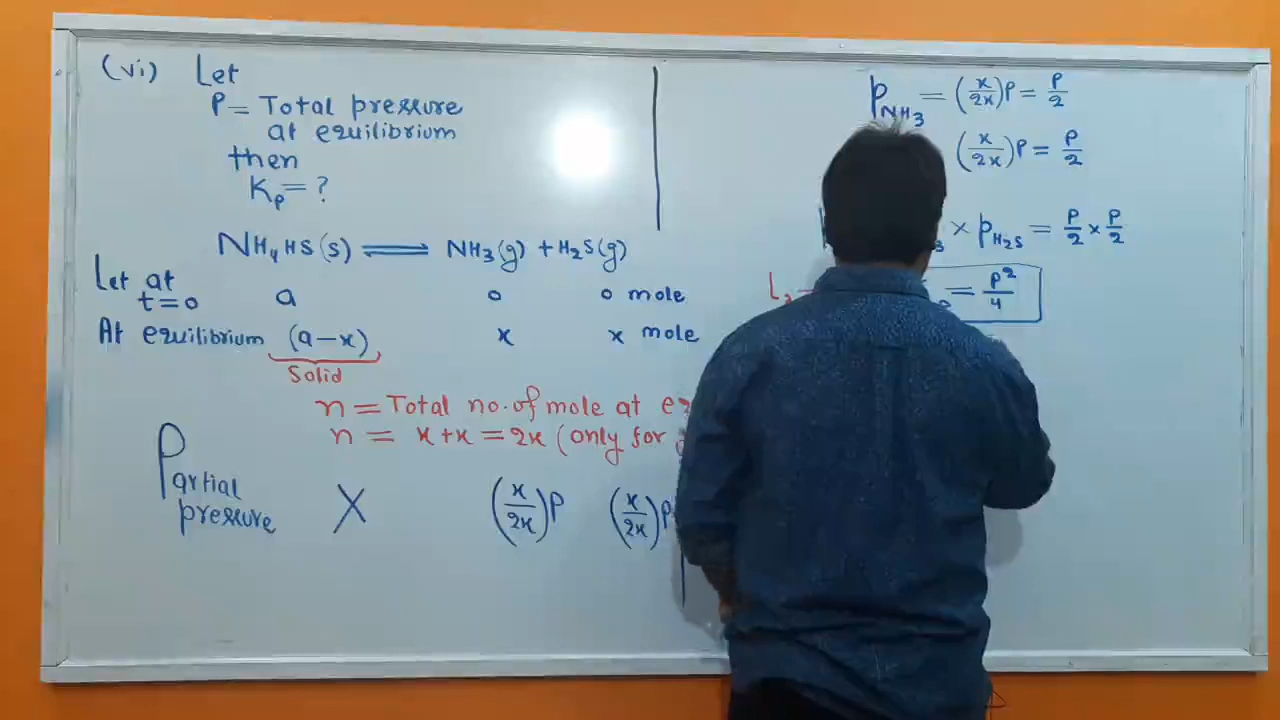 (vi) Let
P = Total pressure
at equilibrium
then
Kp = ?
NH4HS(s) ⇌ NH3(g) + H2S(g)
Let at
t=0 a 0 0 mole
At equilibrium (a-x) x x mole
Solid
n = Total no. of mole at
n = x+x = 2x (only for
Partial
pressure X (x/2x)P (x/2x)P
PNH3 = (x/2x)P = P/2
(x/2x)P = P/2
× PH2S = P/2 × P/2
= P²/4